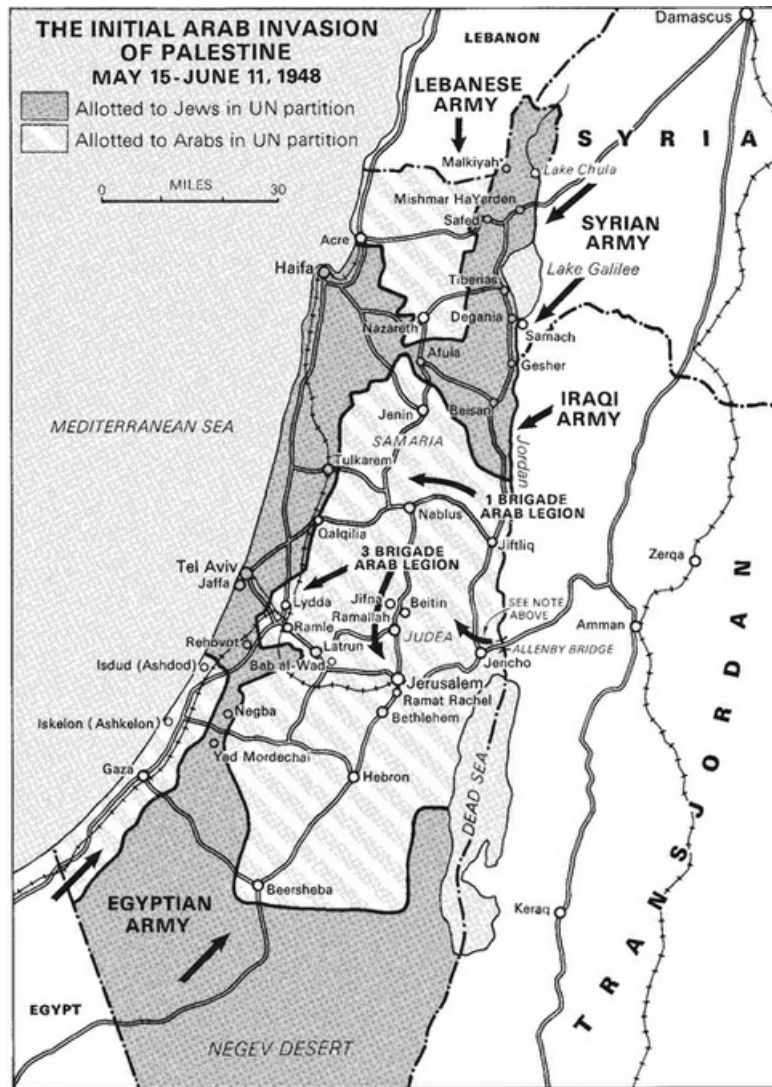 THE INITIAL ARAB INVASION
OF PALESTINE
MAY 15-JUNE 11, 1948
Allotted to Jews in UN partition
Allotted to Arabs in UN partition
0 MILES 30
Damascus
LEBANON
LEBANESE
ARMY
SYRIA
Malkiyah
Lake Chula
Mishmar HaYarden
Safed
SYRIAN
ARMY
Acre
Haifa
Tiberias
Lake Galilee
Nazareth
Degania
Samach
Afula
Gesher
IRAQI
ARMY
Jenin
Beisan
MEDITERRANEAN SEA
SAMARIA
Jordan
Tulkarem
1 BRIGADE
ARAB LEGION
Nablus
Qalqilia
Jiftliq
3 BRIGADE
ARAB LEGION
Tel Aviv
Jaffa
Zerqa
Lydda
Jifna
Beitin
Ramallah
SEE NOTE
ABOVE
Ramle
JUDEA
Amman
Rehovot
Latrun
ALLENBY BRIDGE
Isdud (Ashdod)
Bab al-Wad
Jericho
Jerusalem
Ramat Rachel
Bethlehem
Iskelon (Ashkelon)
Negba
Yad Mordechai
Gaza
Hebron
DEAD SEA
TRANSJORDAN
Beersheba
EGYPTIAN
ARMY
Keraq
EGYPT
NEGEV DESERT